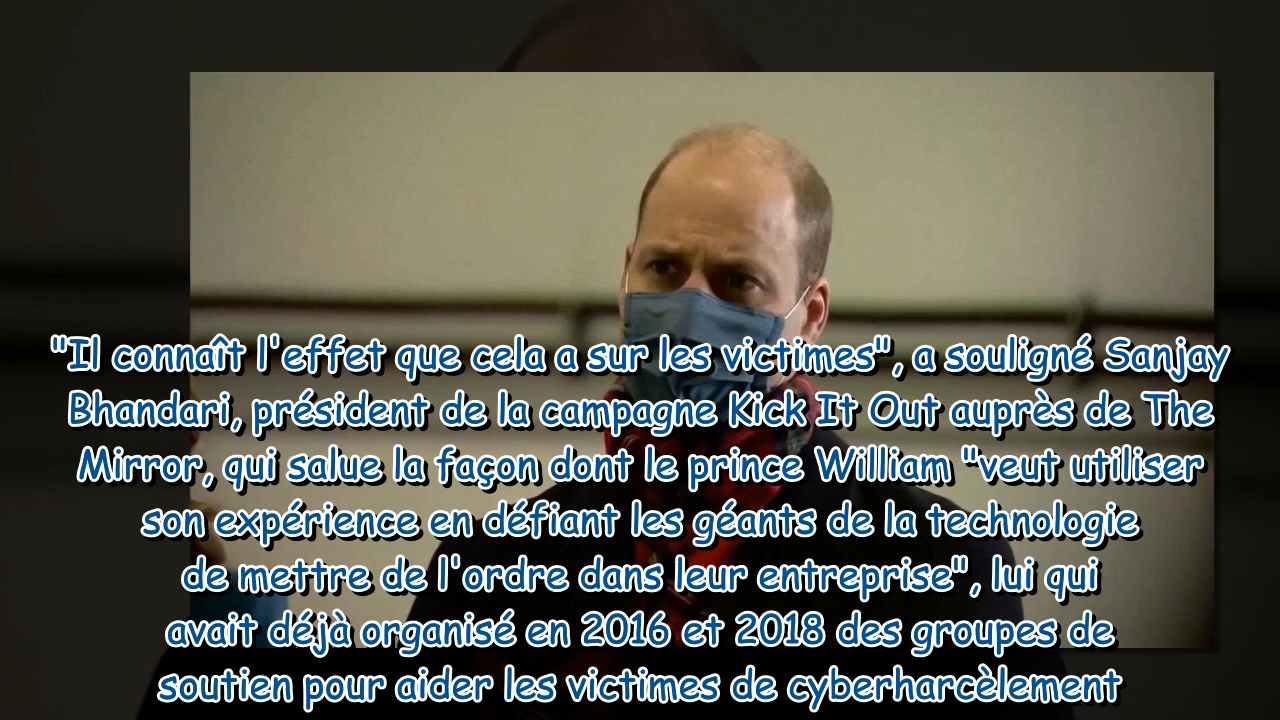 "Il connaît l'effet que cela a sur les victimes", a souligné Sanjay
Bhandari, président de la campagne Kick It Out auprès de The
Mirror, qui salue la façon dont le prince William "veut utiliser
son expérience en défiant les géants de la technologie
de mettre de l'ordre dans leur entreprise", lui qui
avait déjà organisé en 2016 et 2018 des groupes de
soutien pour aider les victimes de cyberharcèlement